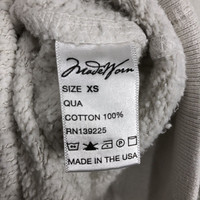 MadeWorn
SIZE XS
QUA
COTTON 100%
RN139225
MADE IN THE USA